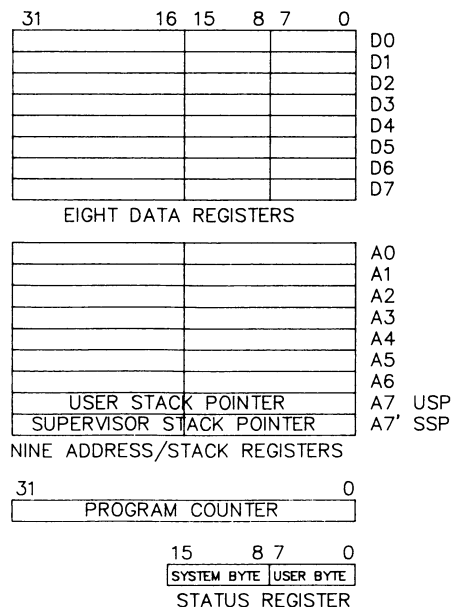 31 16 15 8 7 0
D0
D1
D2
D3
D4
D5
D6
D7
EIGHT DATA REGISTERS
A0
A1
A2
A3
A4
A5
A6
USER STACK POINTER A7 USP
SUPERVISOR STACK POINTER A7' SSP
NINE ADDRESS/STACK REGISTERS
31 0
PROGRAM COUNTER
15 8 7 0
SYSTEM BYTE USER BYTE
STATUS REGISTER